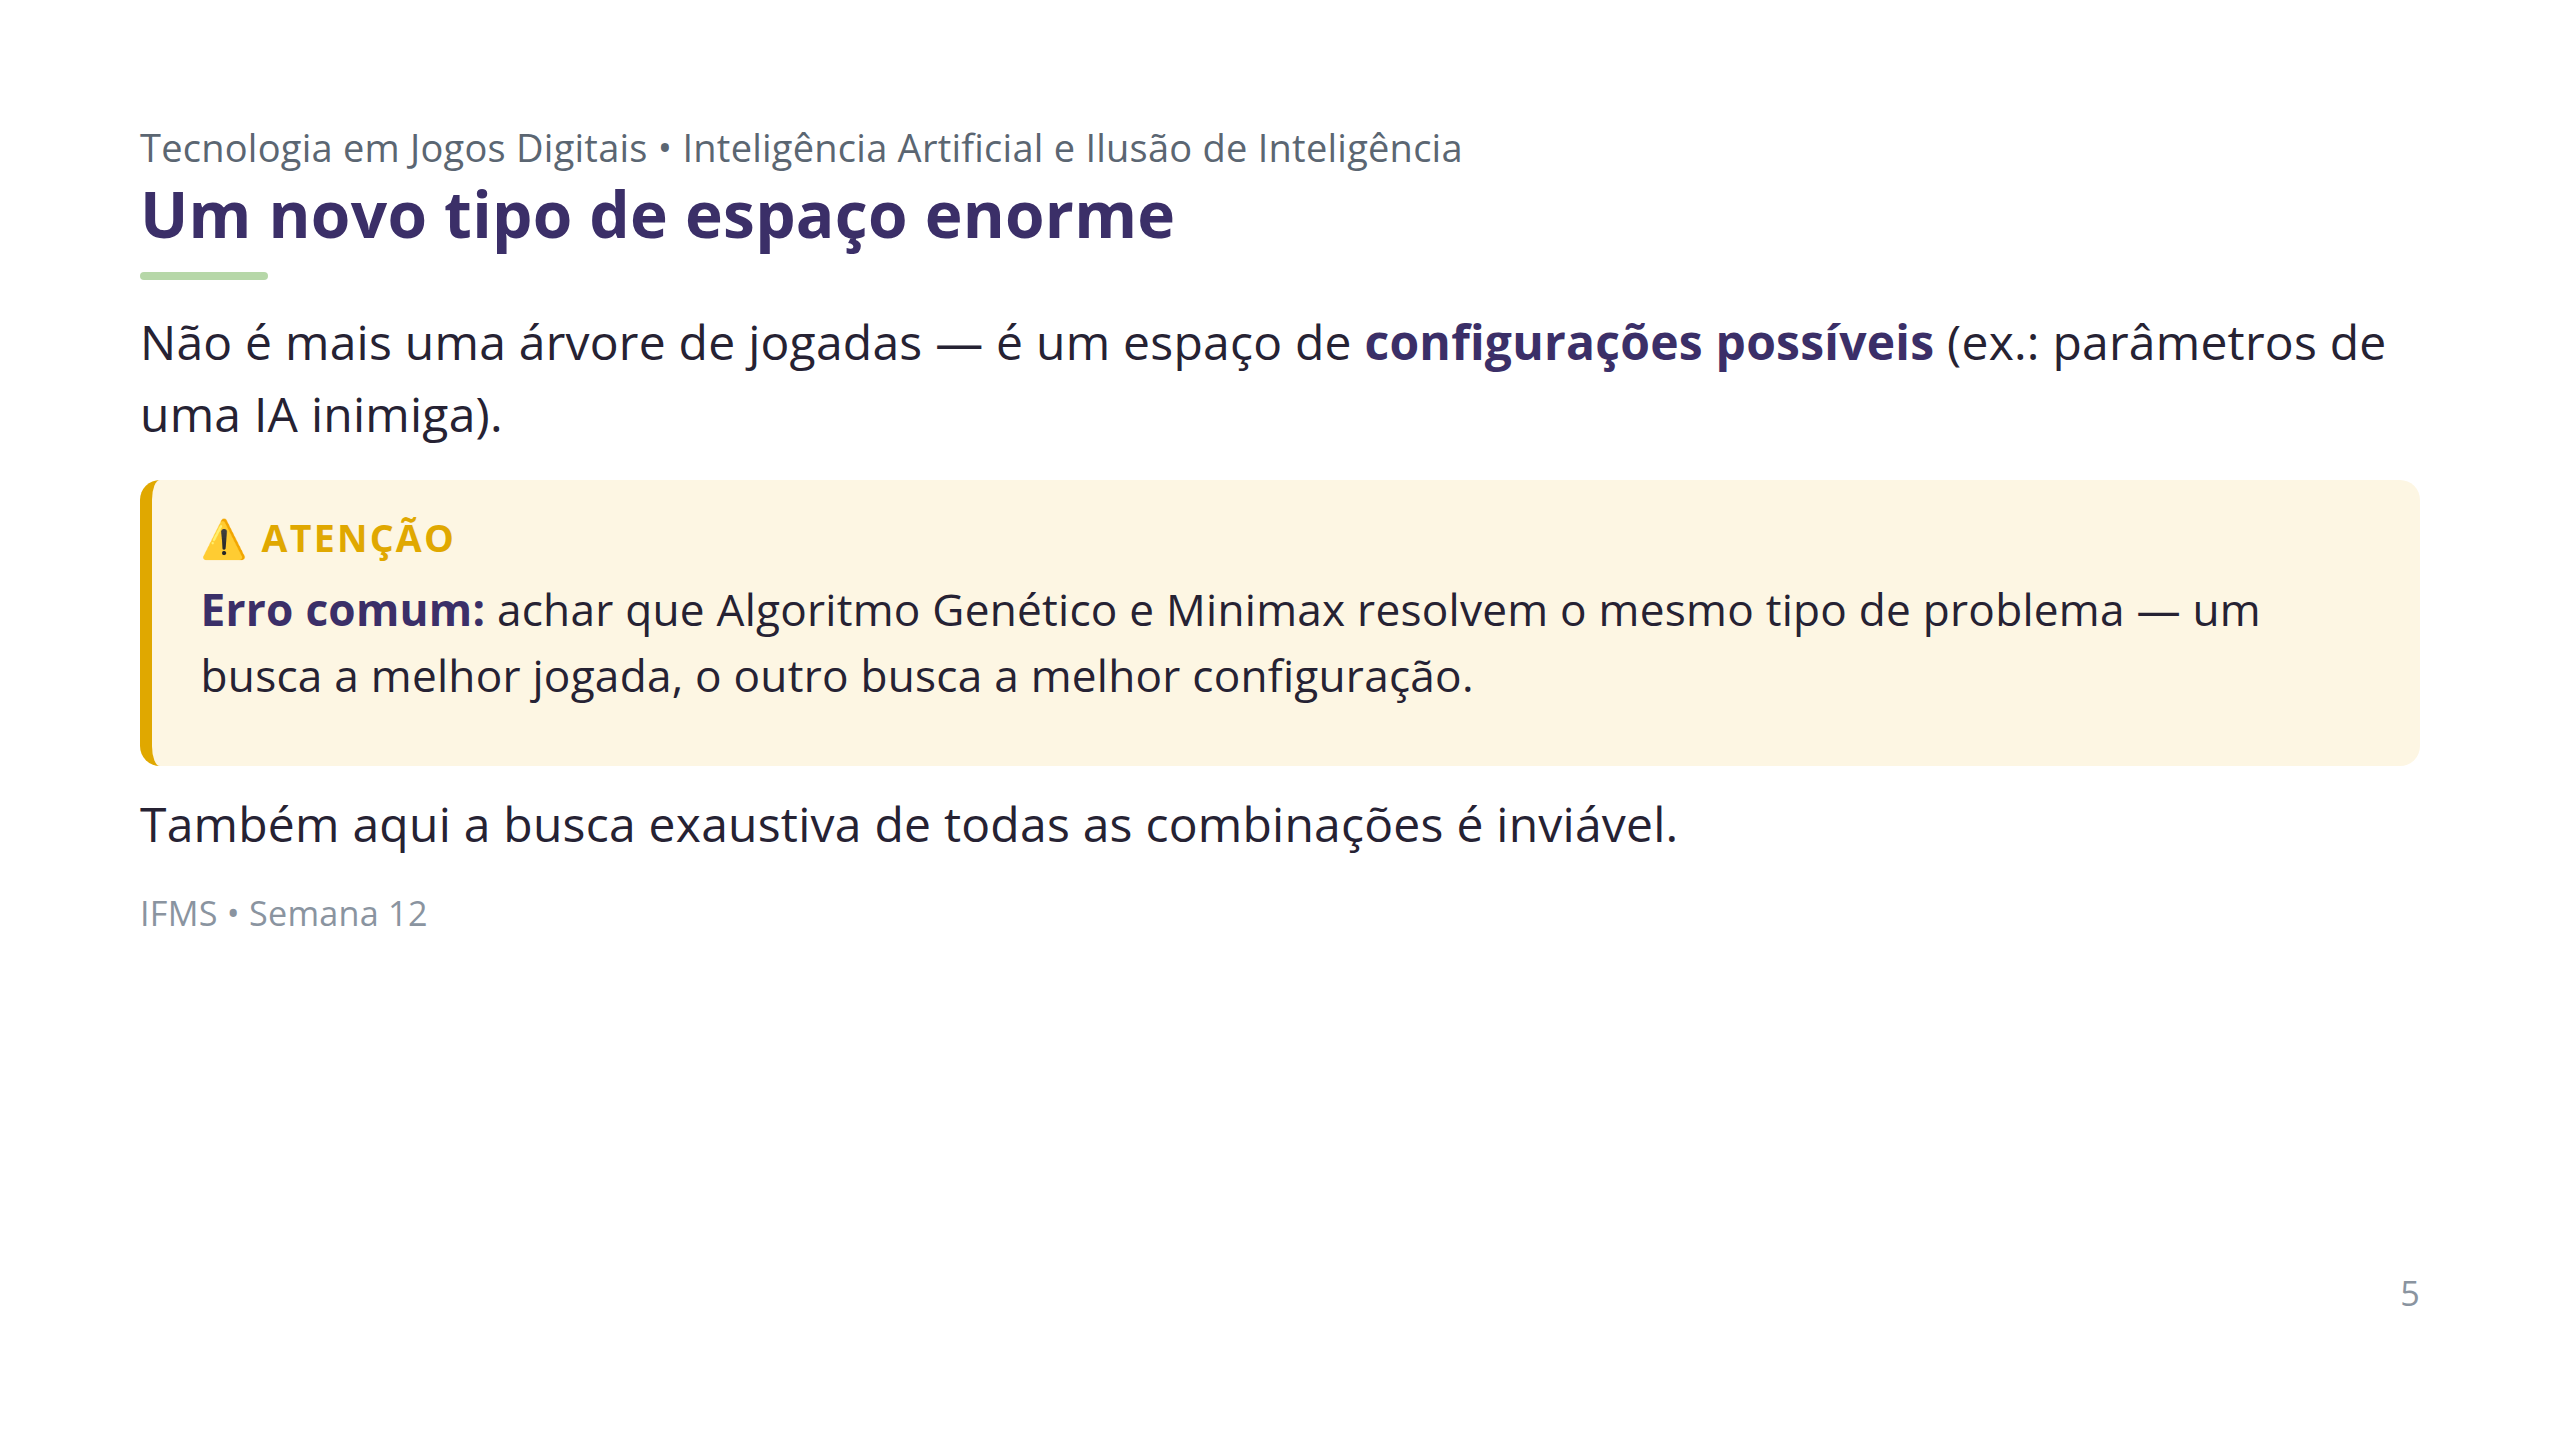 Tecnologia em Jogos Digitais • Inteligência Artificial e Ilusão de Inteligência
Um novo tipo de espaço enorme
Não é mais uma árvore de jogadas — é um espaço de configurações possíveis (ex.: parâmetros de
uma IA inimiga).
⚠️ ATENÇÃO
Erro comum: achar que Algoritmo Genético e Minimax resolvem o mesmo tipo de problema — um
busca a melhor jogada, o outro busca a melhor configuração.
Também aqui a busca exaustiva de todas as combinações é inviável.
IFMS • Semana 12
5